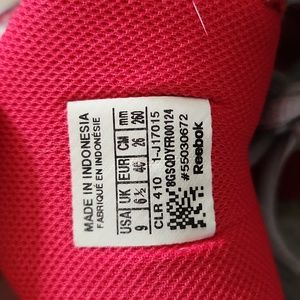 MADE IN INDONESIA
FABRIQUÉ EN INDONÉSIE
USA UK EUR CM mm
9 6½ 40 26 260
CLR 410 1-J17015
#55030672
Reebok